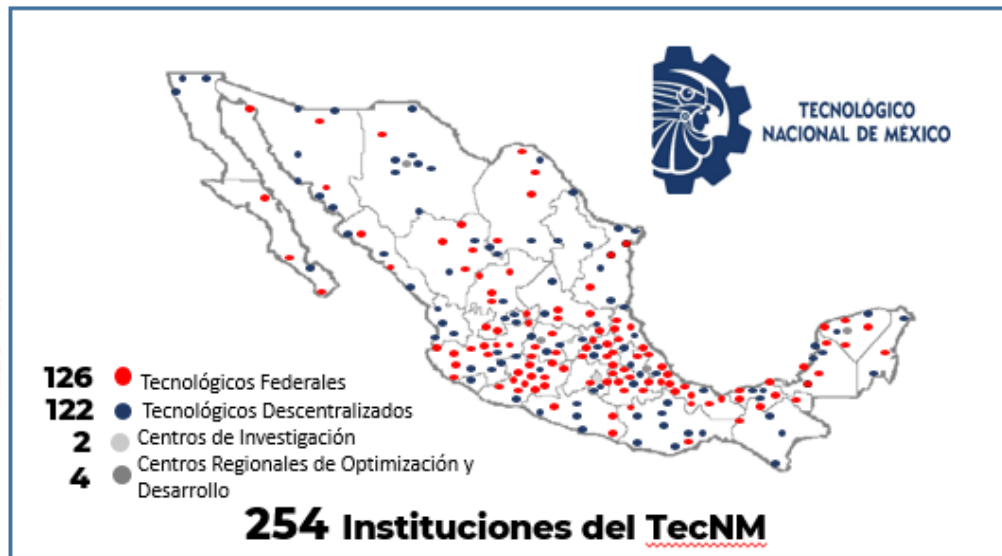 TECNOLÓGICO
NACIONAL DE MÉXICO
126 Tecnológicos Federales
122 Tecnológicos Descentralizados
2 Centros de Investigación
4 Centros Regionales de Optimización y
Desarrollo
254 Instituciones del TecNM